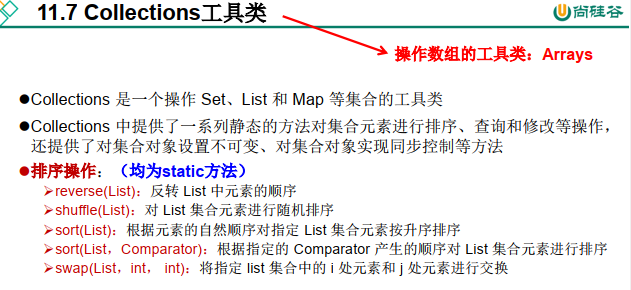 11.7 Collections工具类
尚硅谷
操作数组的工具类：Arrays
●Collections 是一个操作 Set、List 和 Map 等集合的工具类
●Collections 中提供了一系列静态的方法对集合元素进行排序、查询和修改等操作，
还提供了对集合对象设置不可变、对集合对象实现同步控制等方法
●排序操作：（均为static方法）
➢reverse(List)：反转 List 中元素的顺序
➢shuffle(List)：对 List 集合元素进行随机排序
➢sort(List)：根据元素的自然顺序对指定 List 集合元素按升序排序
➢sort(List，Comparator)：根据指定的 Comparator 产生的顺序对 List 集合元素进行排序
➢swap(List，int， int)：将指定 list 集合中的 i 处元素和 j 处元素进行交换